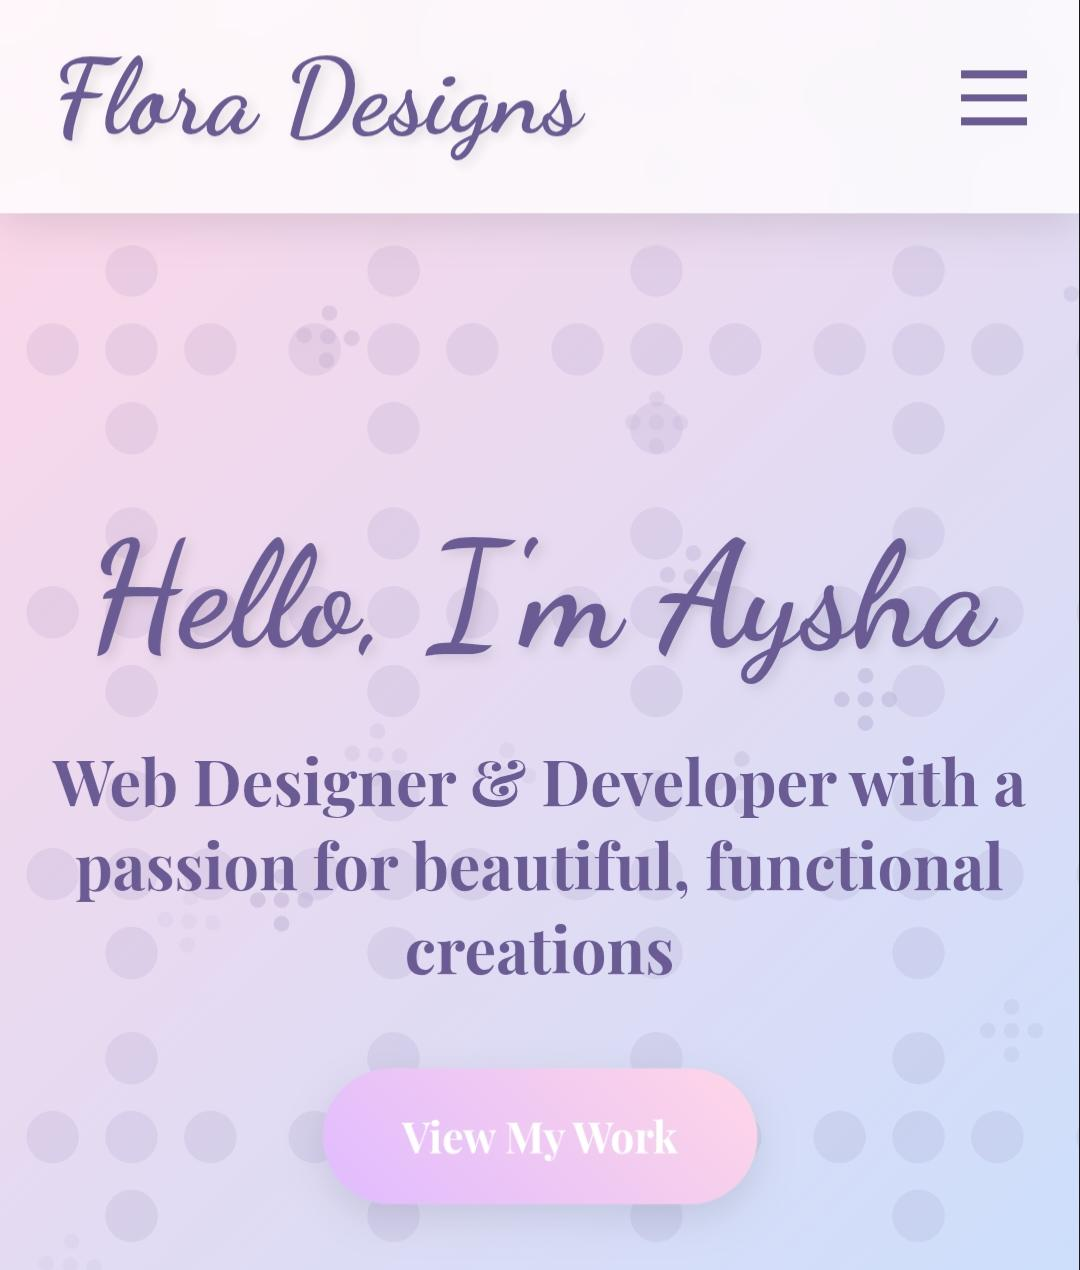 Flora Designs
Hello, I'm Aysha
Web Designer & Developer with a
passion for beautiful, functional
creations
View My Work